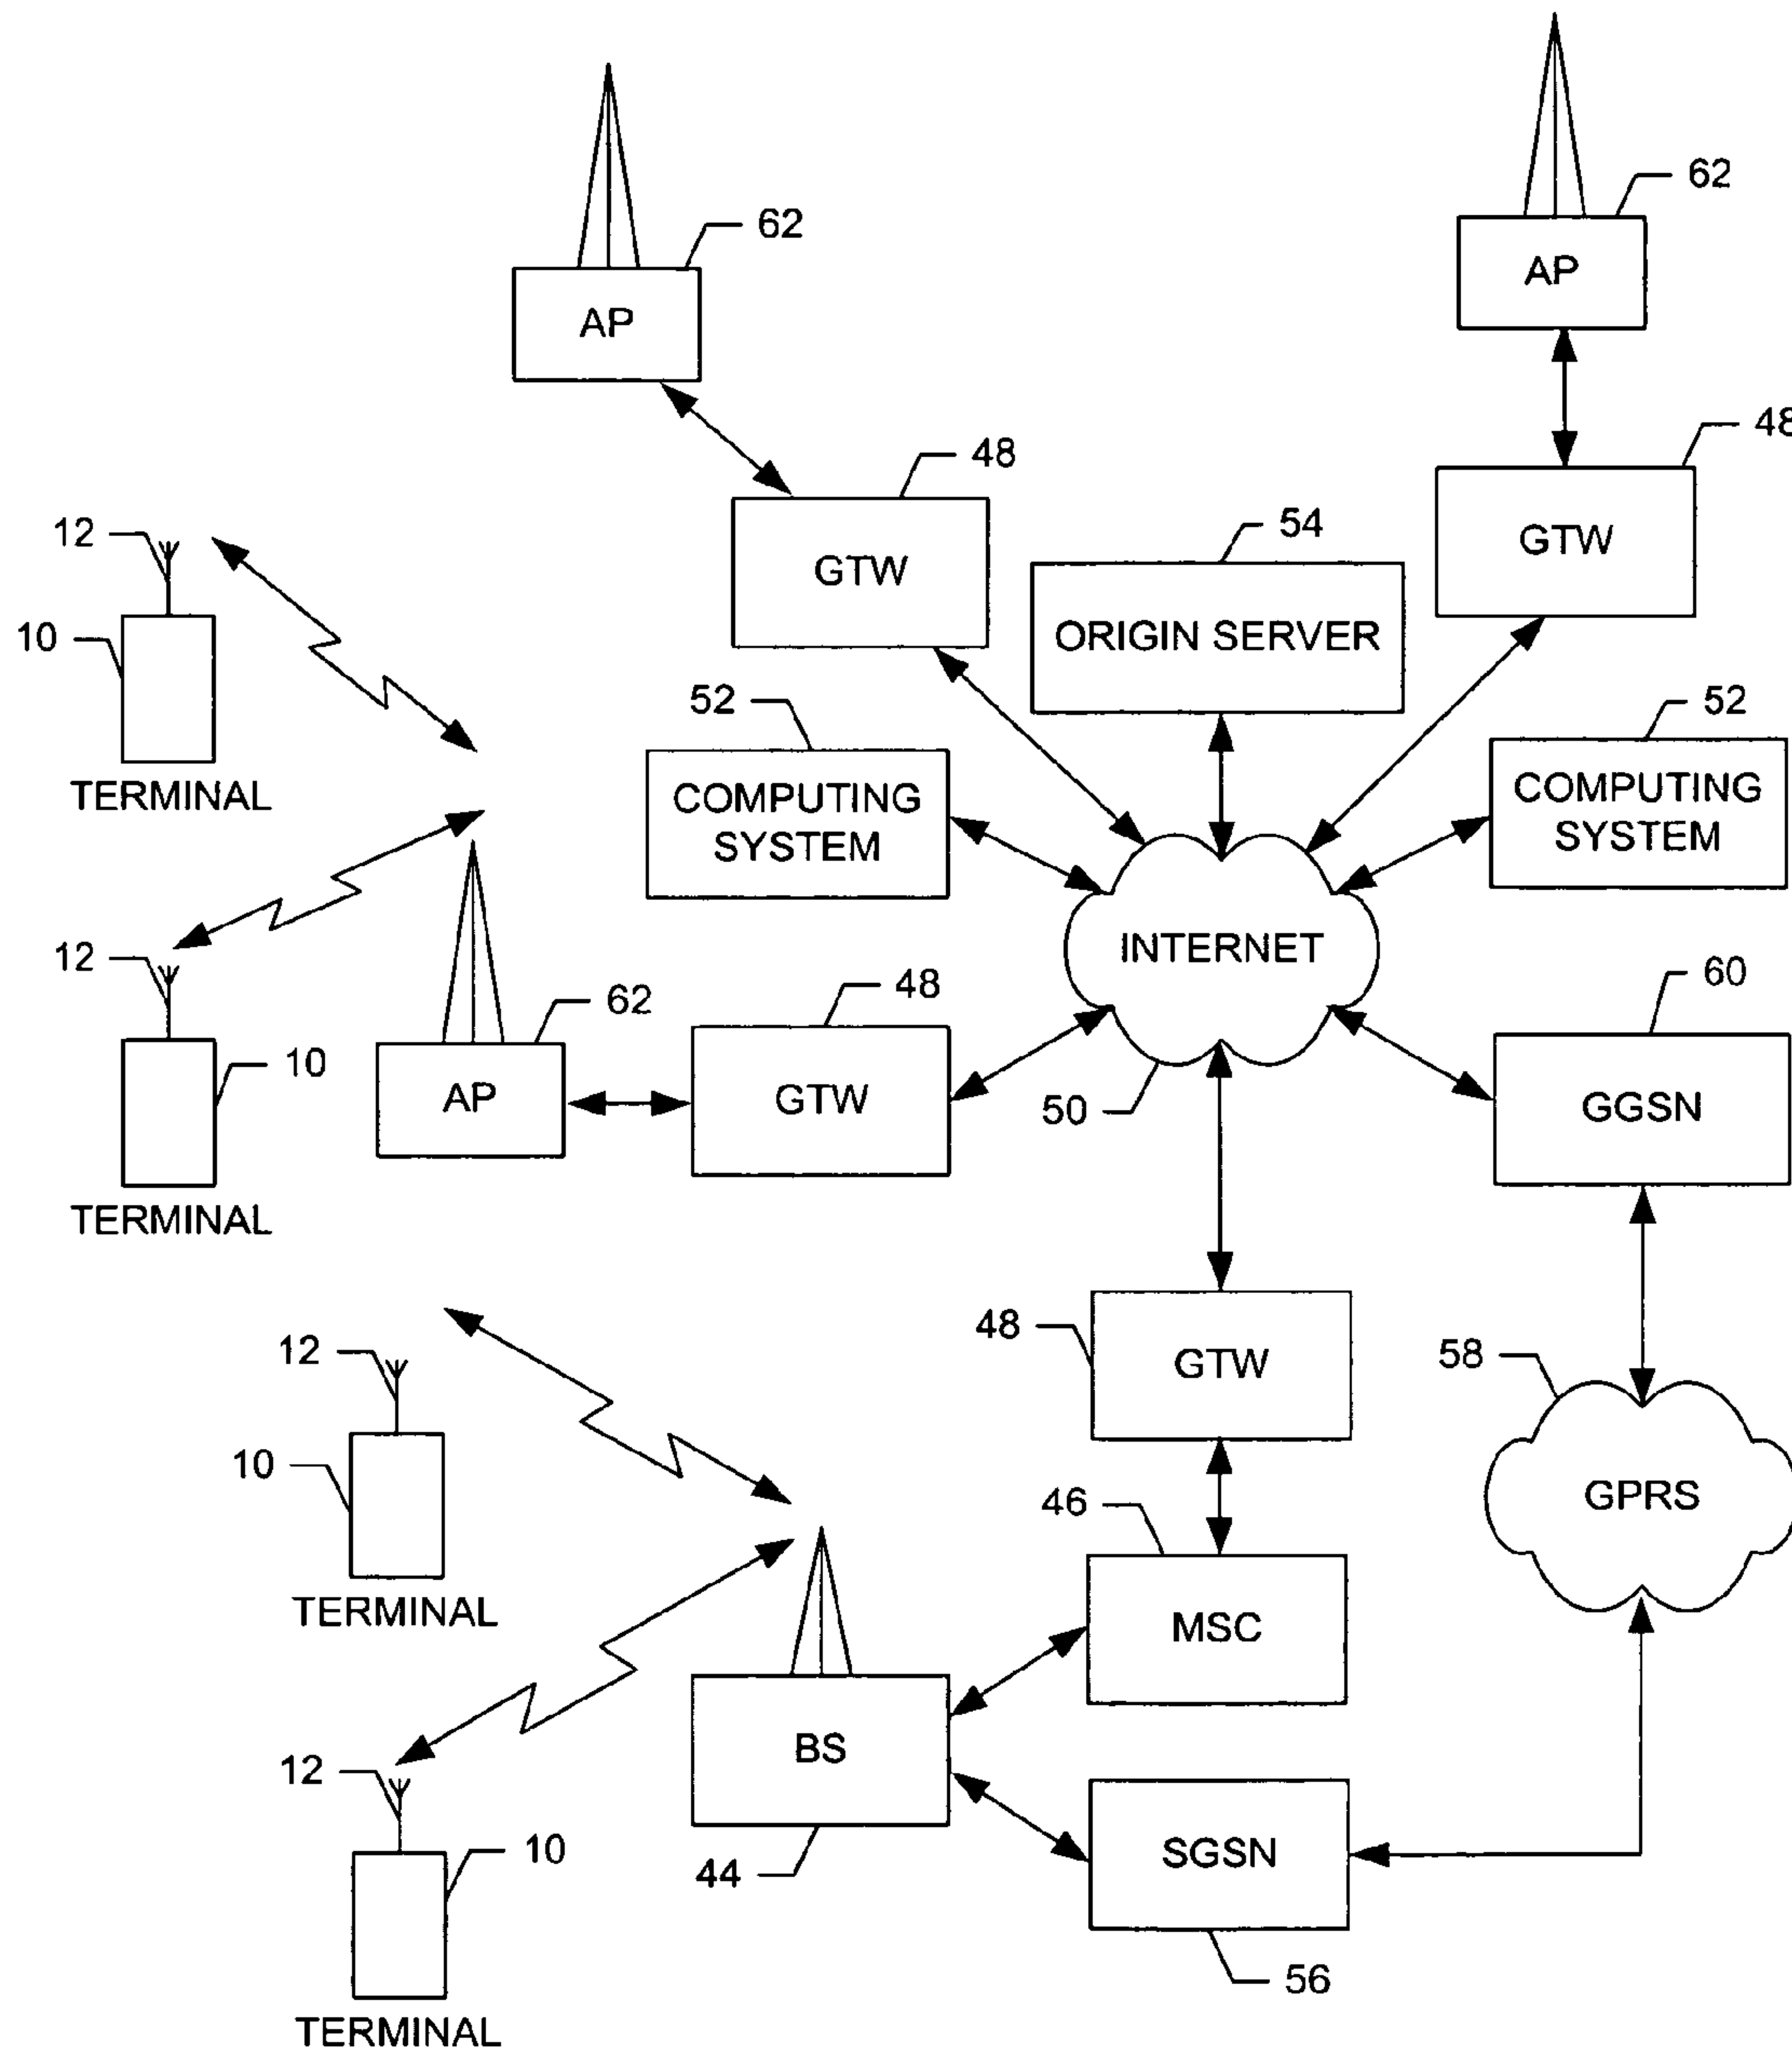 62
AP
62
AP
48
GTW
48
GTW
54
ORIGIN SERVER
12
10
TERMINAL
52
COMPUTING
SYSTEM
52
COMPUTING
SYSTEM
INTERNET
50
12
10
TERMINAL
62
AP
48
GTW
60
GGSN
48
GTW
58
GPRS
12
10
TERMINAL
46
MSC
BS
44
SGSN
56
12
10
TERMINAL